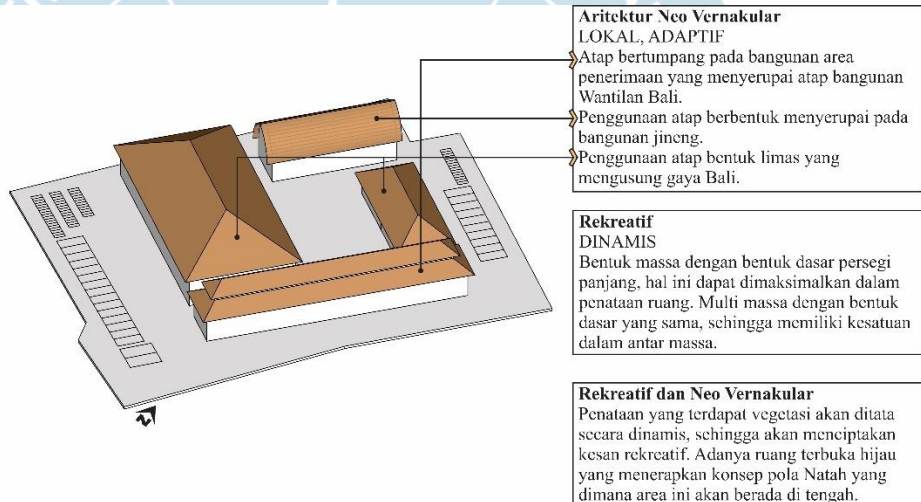 Aritektur Neo Vernakular
LOKAL, ADAPTIF
Atap bertumpang pada bangunan area
penerimaan yang menyerupai atap bangunan
Wantilan Bali.
Penggunaan atap berbentuk menyerupai pada
bangunan jineng.
Penggunaan atap bentuk limas yang
mengusung gaya Bali.
Rekreatif
DINAMIS
Bentuk massa dengan bentuk dasar persegi
panjang, hal ini dapat dimaksimalkan dalam
penataan ruang. Multi massa dengan bentuk
dasar yang sama, sehingga memiliki kesatuan
dalam antar massa.
Rekreatif dan Neo Vernakular
Penataan yang terdapat vegetasi akan ditata
secara dinamis, sehingga akan menciptakan
kesan rekreatif. Adanya ruang terbuka hijau
yang menerapkan konsep pola Natah yang
dimana area ini akan berada di tengah.
Z